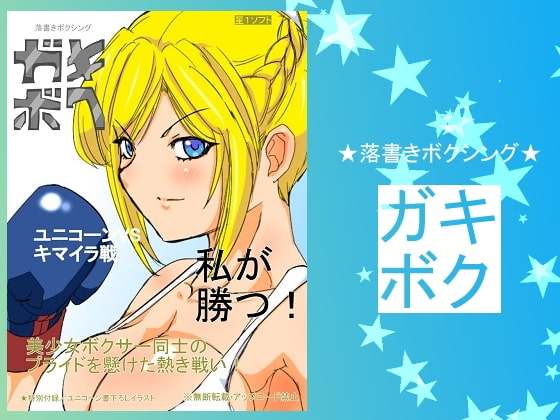 落書きボクシング
星1ソフト
ガキ
ボク
ユニコーンVS
キマイラ戦
私が
勝つ！
美少女ボクサー同士の
プライドを懸けた熱き戦い！
★特別付録…ユニコーン書下ろしイラスト
※無断転載・アップロード禁止
★落書きボクシング★
ガキ
ボク